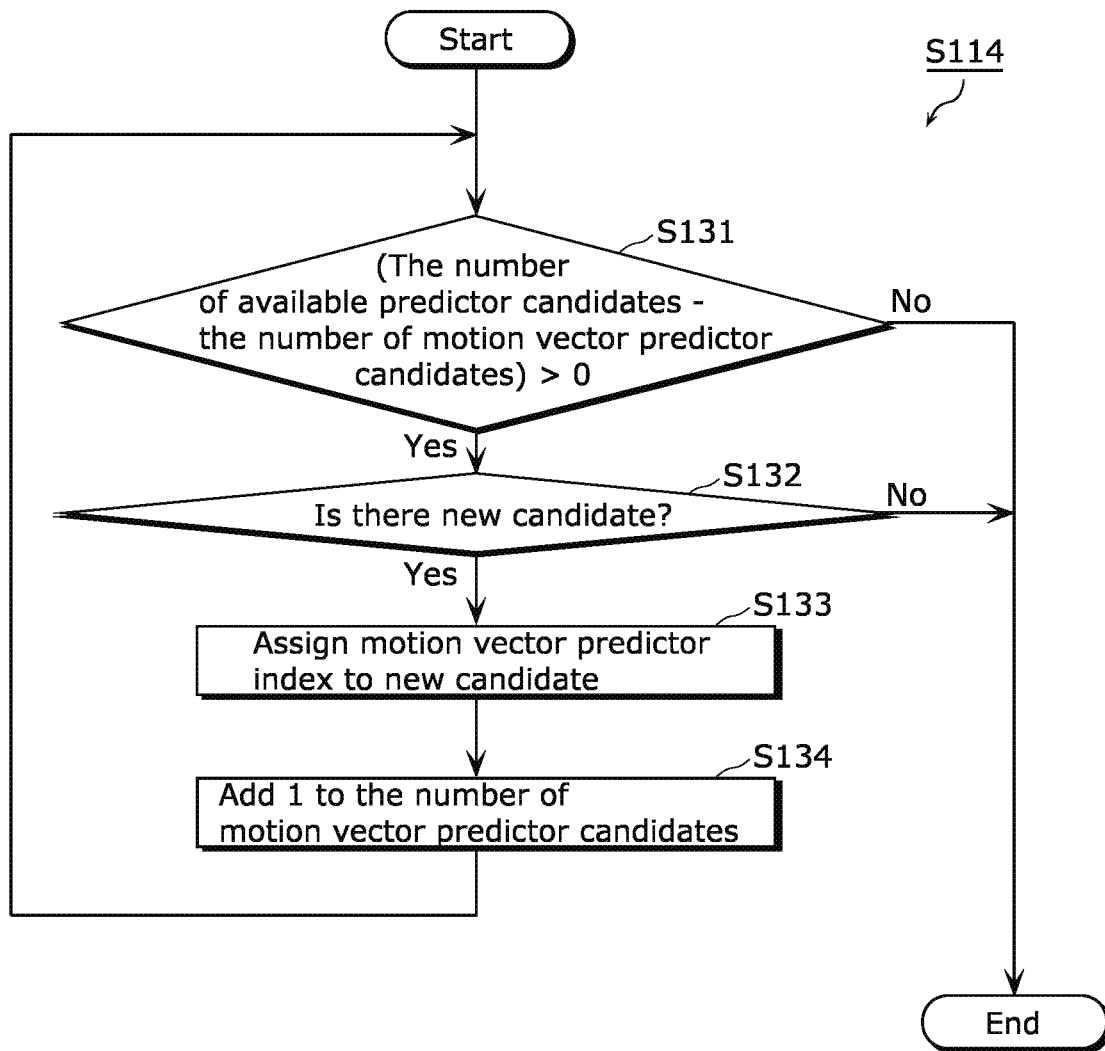 Start
S114
S131
(The number
of available predictor candidates -
the number of motion vector predictor
candidates) > 0
No
Yes
S132
Is there new candidate?
No
Yes
S133
Assign motion vector predictor
index to new candidate
S134
Add 1 to the number of
motion vector predictor candidates
End